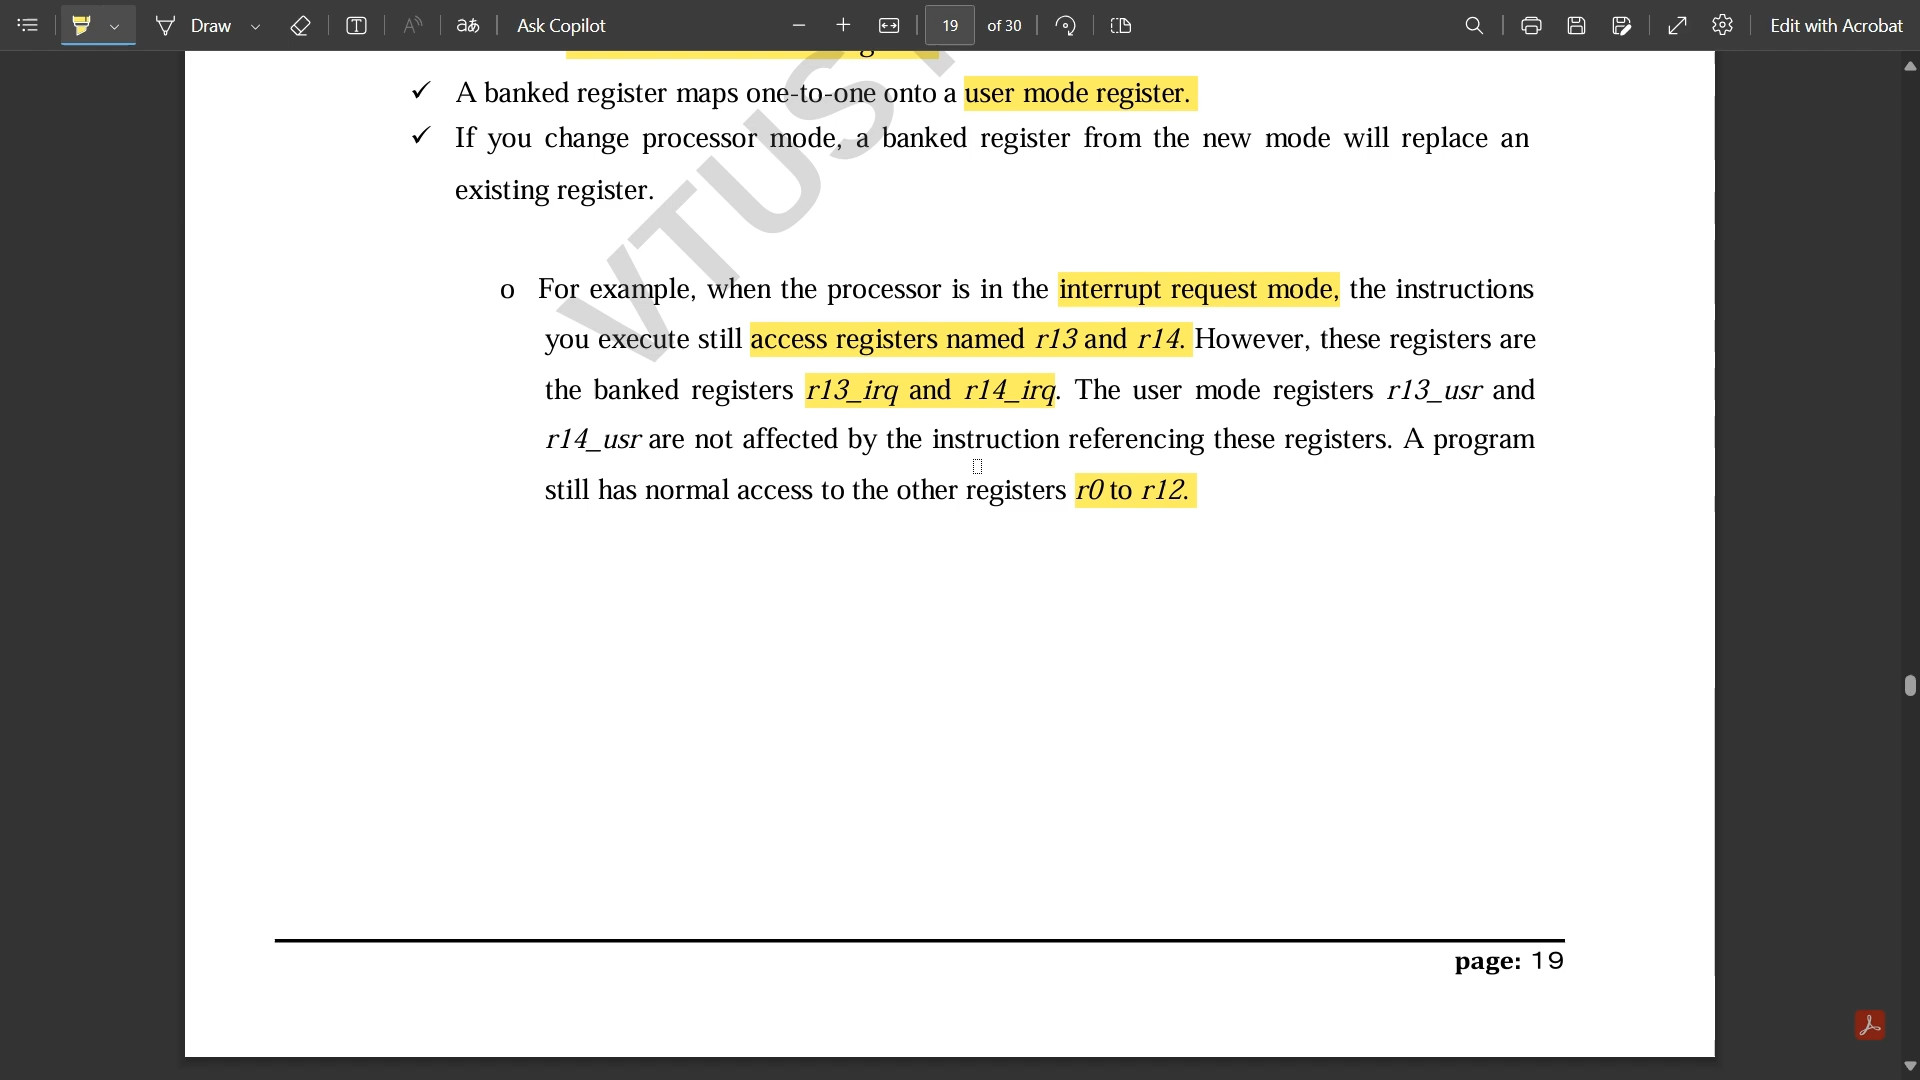 Draw
aあ
Ask Copilot
19 of 30
Edit with Acrobat
✓ A banked register maps one-to-one onto a user mode register.
✓ If you change processor mode, a banked register from the new mode will replace an
existing register.
o For example, when the processor is in the interrupt request mode, the instructions
you execute still access registers named r13 and r14. However, these registers are
the banked registers r13_irq and r14_irq. The user mode registers r13_usr and
r14_usr are not affected by the instruction referencing these registers. A program
still has normal access to the other registers r0 to r12.
VTUS
page: 19